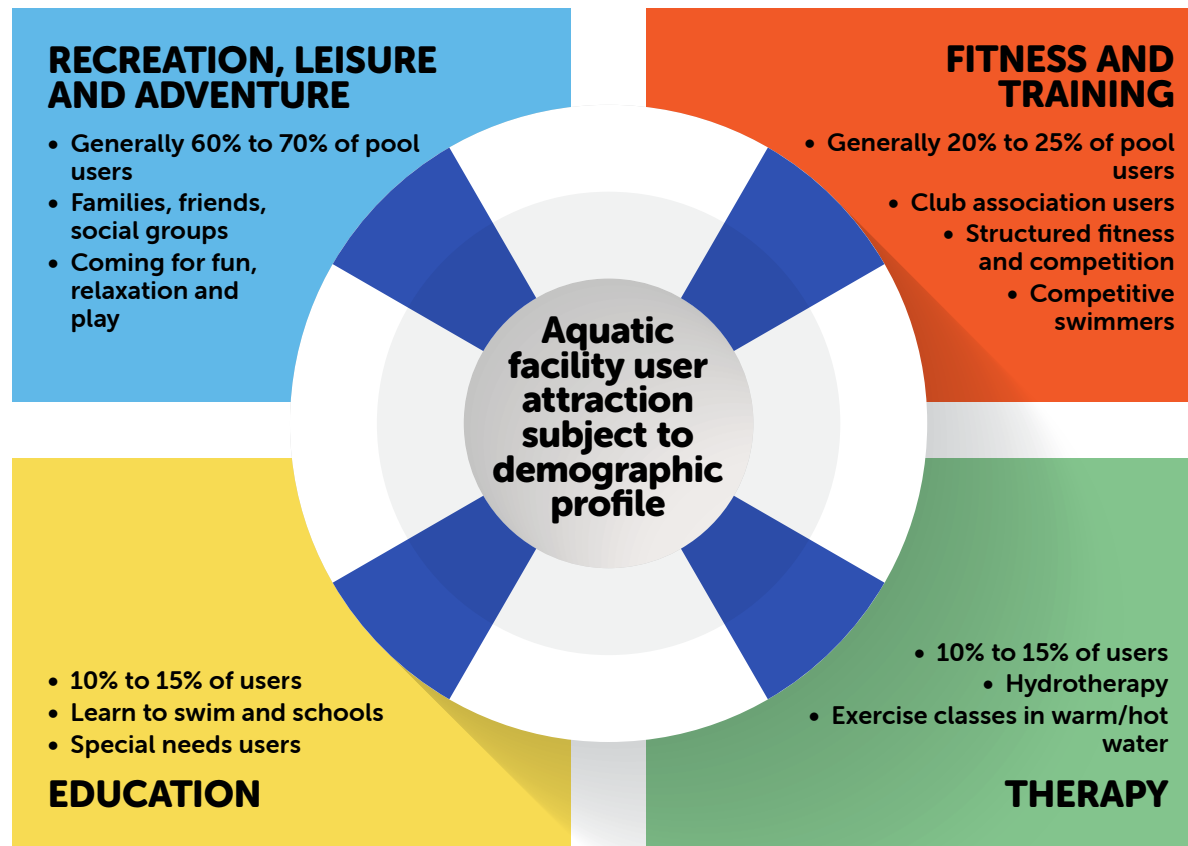 RECREATION, LEISURE
AND ADVENTURE
• Generally 60% to 70% of pool
users
• Families, friends,
social groups
• Coming for fun,
relaxation and
play
FITNESS AND
TRAINING
• Generally 20% to 25% of pool
users
• Club association users
• Structured fitness
and competition
• Competitive
swimmers
Aquatic
facility user
attraction
subject to
demographic
profile
• 10% to 15% of users
• Learn to swim and schools
• Special needs users
EDUCATION
• 10% to 15% of users
• Hydrotherapy
• Exercise classes in warm/hot
water
THERAPY